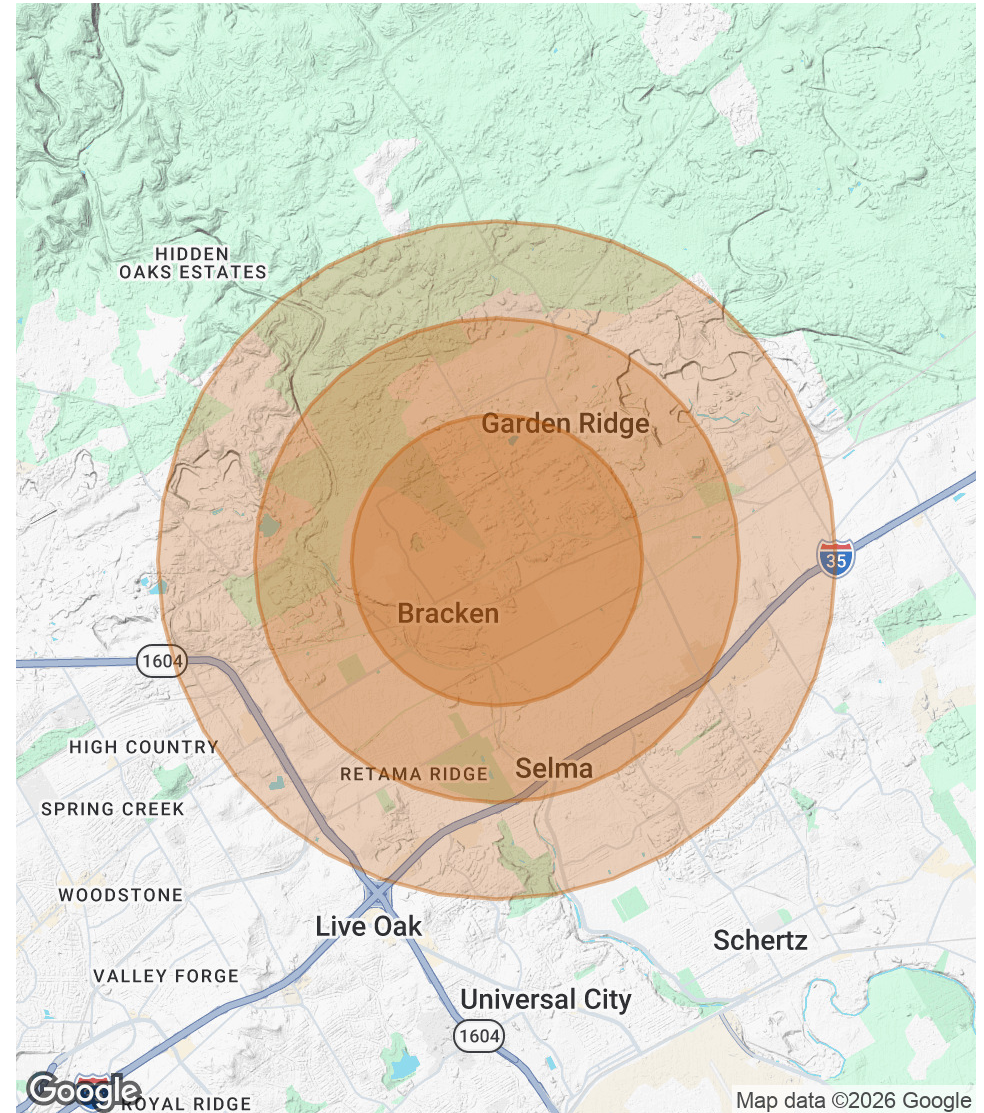 HIDDEN
OAKS ESTATES
Garden Ridge
35
Bracken
1604
HIGH COUNTRY
RETAMA RIDGE
Selma
SPRING CREEK
WOODSTONE
Live Oak
Schertz
VALLEY FORGE
Universal City
1604
Google
ROYAL RIDGE
Map data ©2026 Google